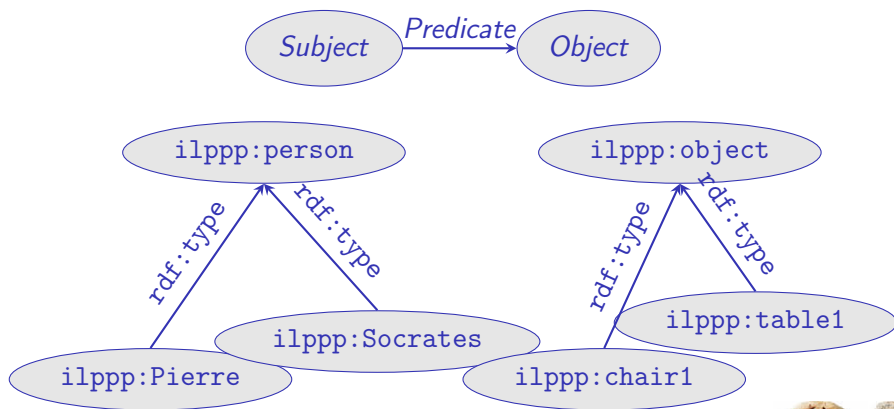 Predicate
Subject
Object
ilppp:person
ilppp:object
rdf:type
rdf:type
rdf:type
rdf:type
ilppp:Socrates
ilppp:table1
ilppp:Pierre
ilppp:chair1